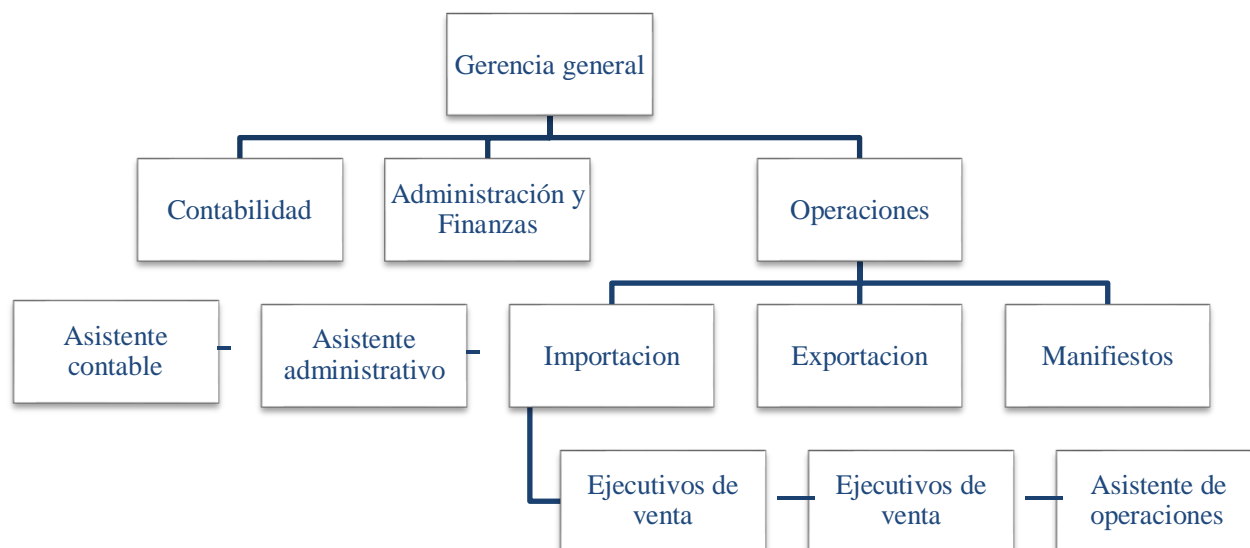 Gerencia general
Contabilidad
Administración y
Finanzas
Operaciones
Asistente
contable
Asistente
administrativo
Importacion
Exportacion
Manifiestos
Ejecutivos de
venta
Ejecutivos de
venta
Asistente de
operaciones